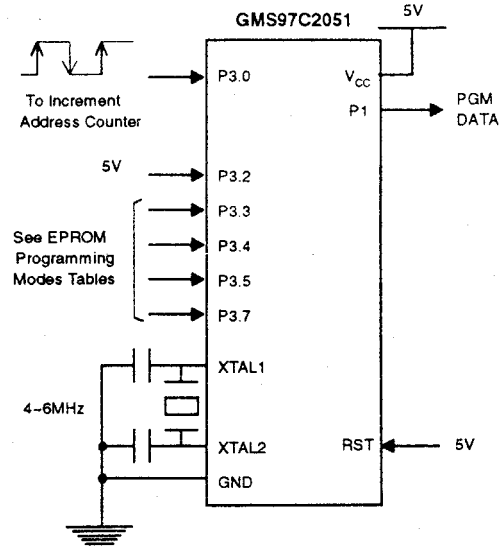 GMS97C2051
5V
P3.0
V_CC
To Increment
Address Counter
P1
PGM
DATA
5V
P3.2
P3.3
See EPROM
Programming
Modes Tables
P3.4
P3.5
P3.7
XTAL1
4~6MHz
XTAL2
RST
5V
GND